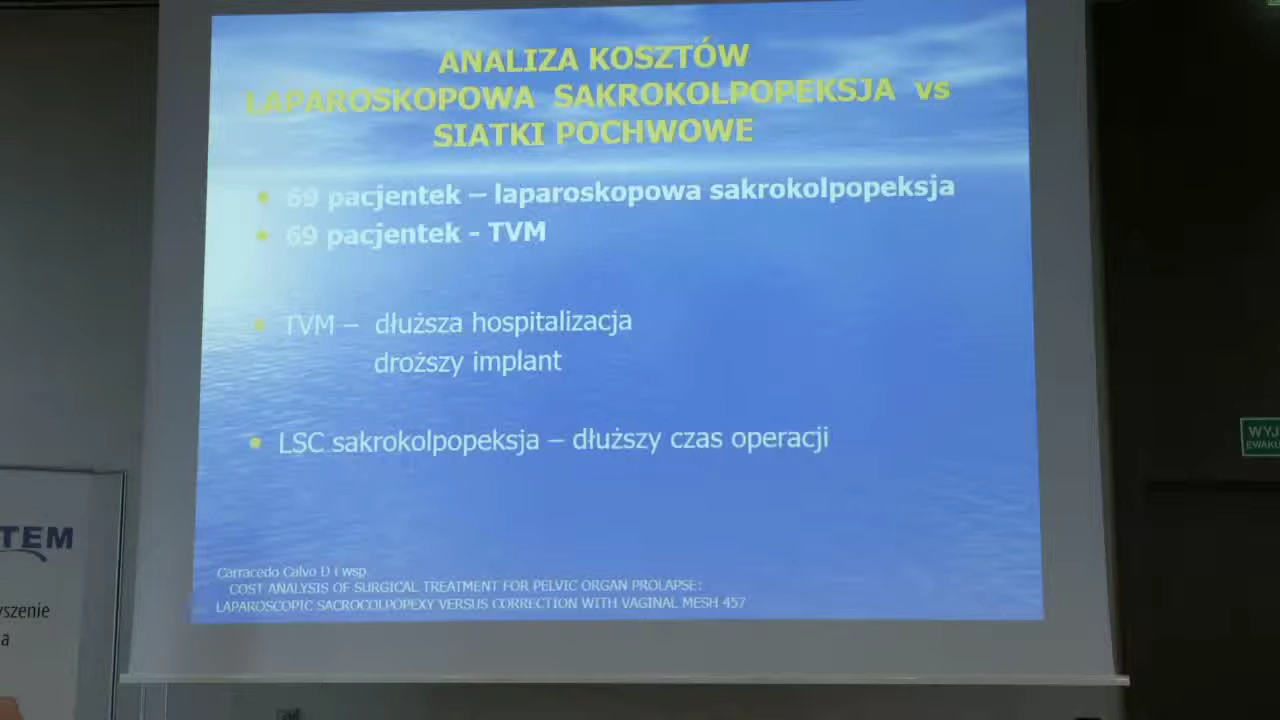 ANALIZA KOSZTÓW
LAPAROSKOPOWA SAKROKOLPOPEKSJA vs
SIATKI POCHWOWE
69 pacjentek – laparoskopowa sakrokolpopeksja
69 pacjentek - TVM
TVM – dłuższa hospitalizacja
droższy implant
LSC sakrokolpopeksja – dłuższy czas operacji
Carracedo Calvo D i wsp.
COST ANALYSIS OF SURGICAL TREATMENT FOR PELVIC ORGAN PROLAPSE:
LAPAROSCOPIC SACROCOLPOPEXY VERSUS CORRECTION WITH VAGINAL MESH 457
TEM
yszenie
a
WYJ
EWAKU